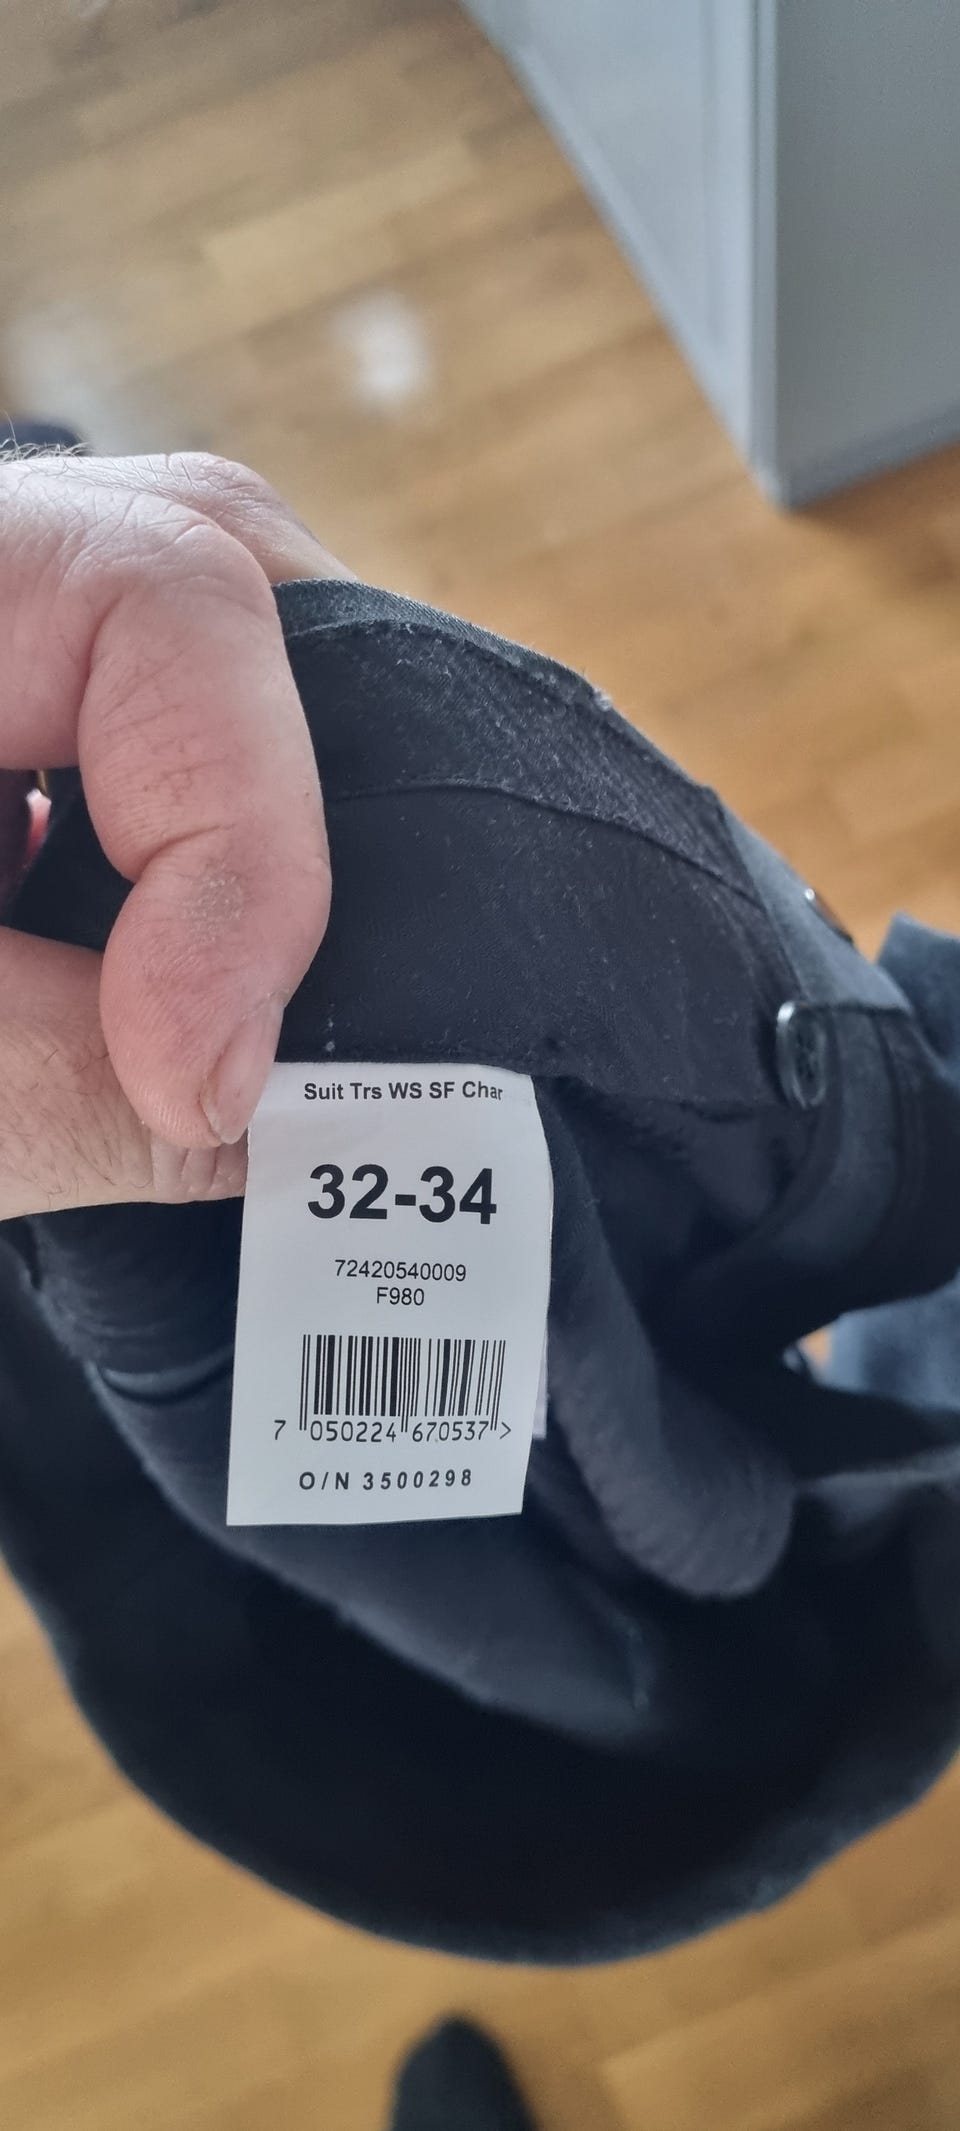 Suit Trs WS SF Char
32-34
72420540009
F980
7 050224 670537 >
O/N 3500298